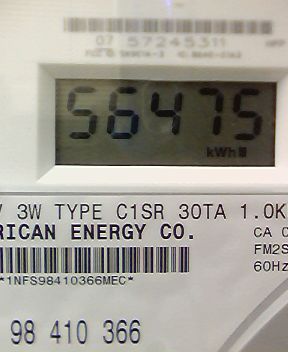 07 57245311
56475
kWh
V 3W TYPE C1SR 30TA 1.0K
RICAN ENERGY CO.
CA 0
FM2S
60Hz
*1NFS98410366MEC*
98 410 366